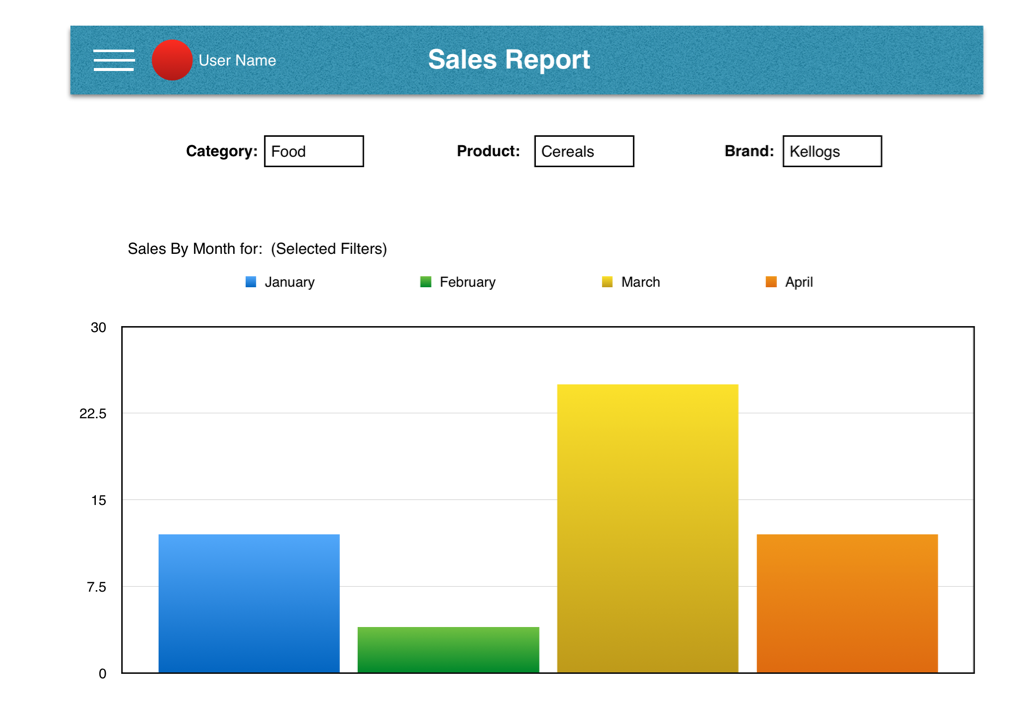 User Name
Sales Report
Category: Food
Product: Cereals
Brand: Kellogs
Sales By Month for:  (Selected Filters)
January
February
March
April
30
22.5
15
7.5
0